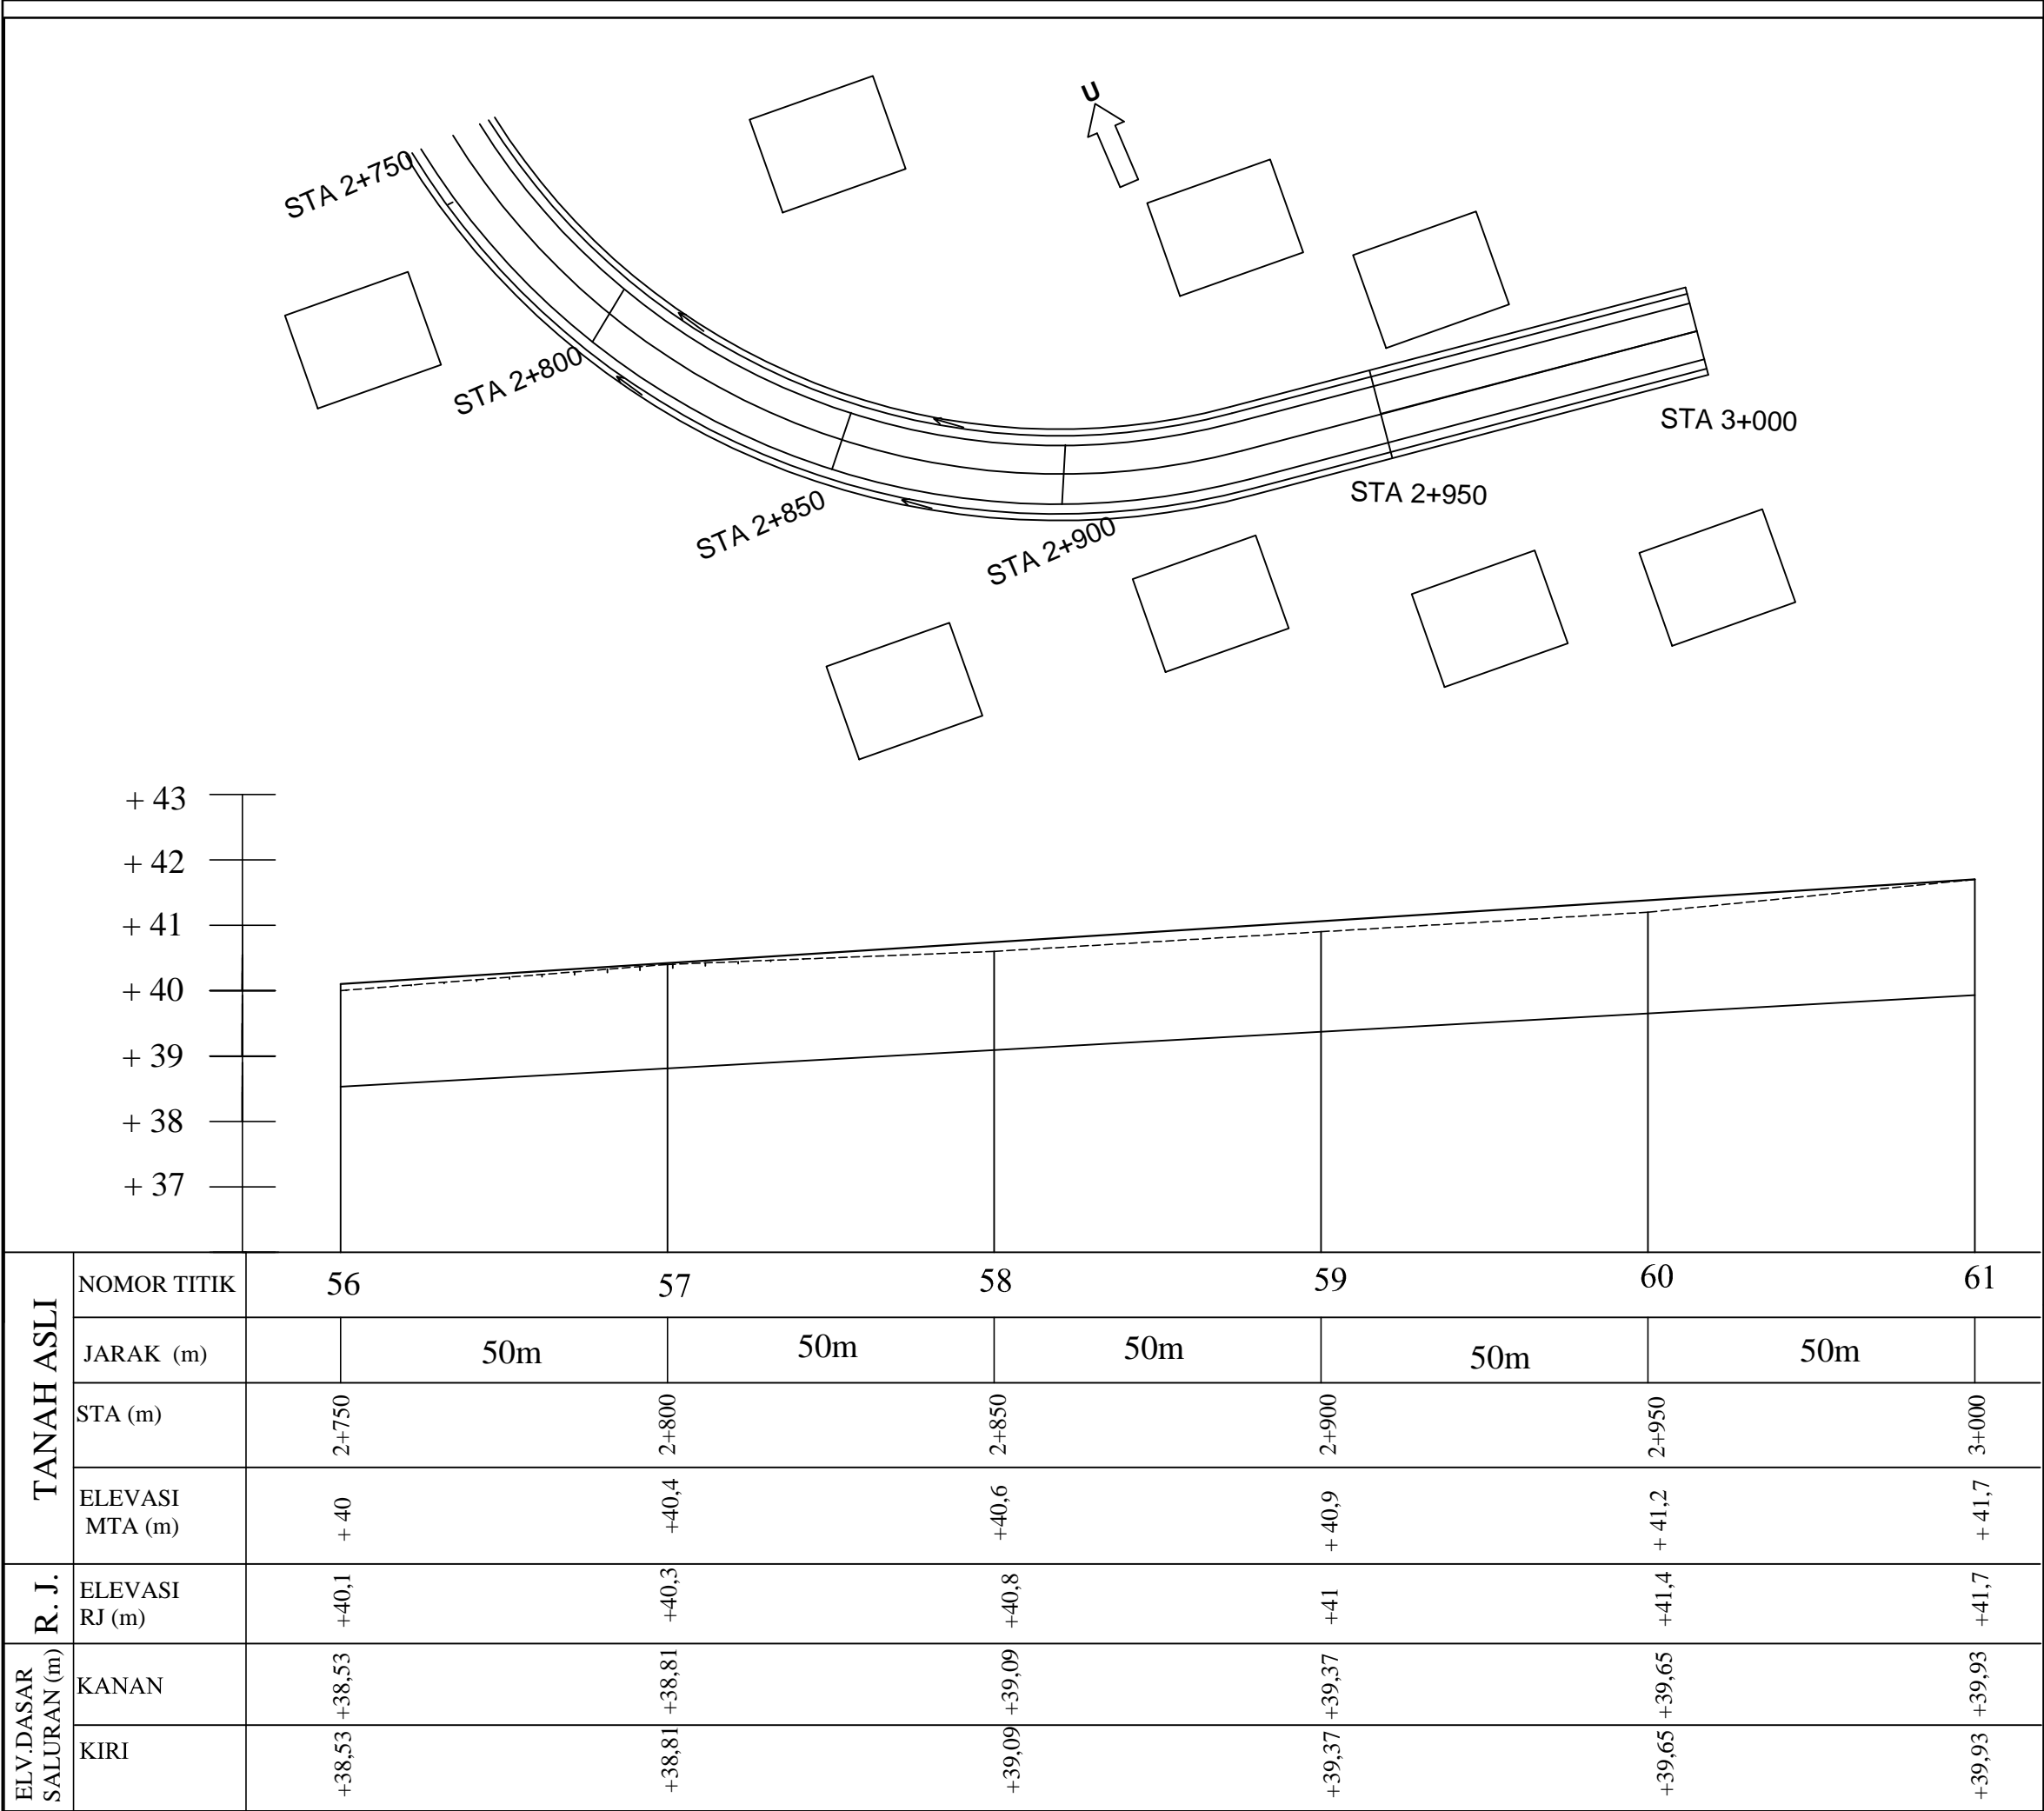 U
STA 2+750
STA 2+800
STA 2+850
STA 2+900
STA 2+950
STA 3+000
+ 43
+ 42
+ 41
+ 40
+ 39
+ 38
+ 37
TANAH ASLI
NOMOR TITIK 56 57 58 59 60 61
JARAK (m) 50m 50m 50m 50m 50m
STA (m) 2+750 2+800 2+850 2+900 2+950 3+000
ELEVASI
MTA (m) + 40 +40,4 +40,6 + 40,9 + 41,2 + 41,7
R. J.
ELEVASI
RJ (m) +40,1 +40,3 +40,8 +41 +41,4 +41,7
ELV.DASAR
SALURAN (m)
KANAN +38,53 +38,81 +39,09 +39,37 +39,65 +39,93
KIRI +38,53 +38,81 +39,09 +39,37 +39,65 +39,93